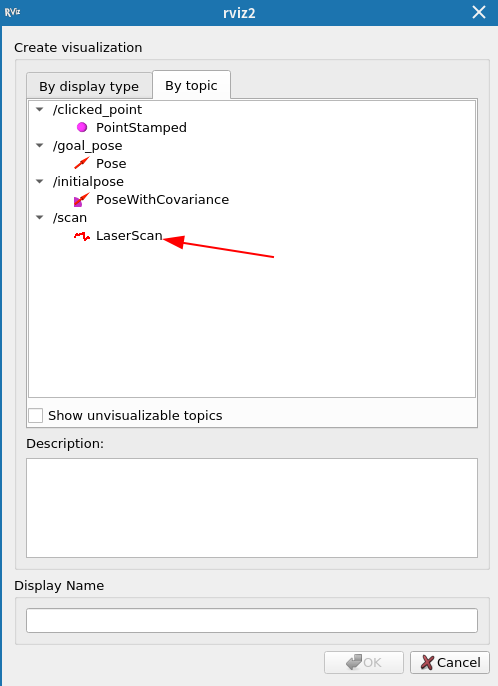 RViz
rviz2
Create visualization
By display type
By topic
/clicked_point
PointStamped
/goal_pose
Pose
/initialpose
PoseWithCovariance
/scan
LaserScan
Show unvisualizable topics
Description:
Display Name
OK
Cancel